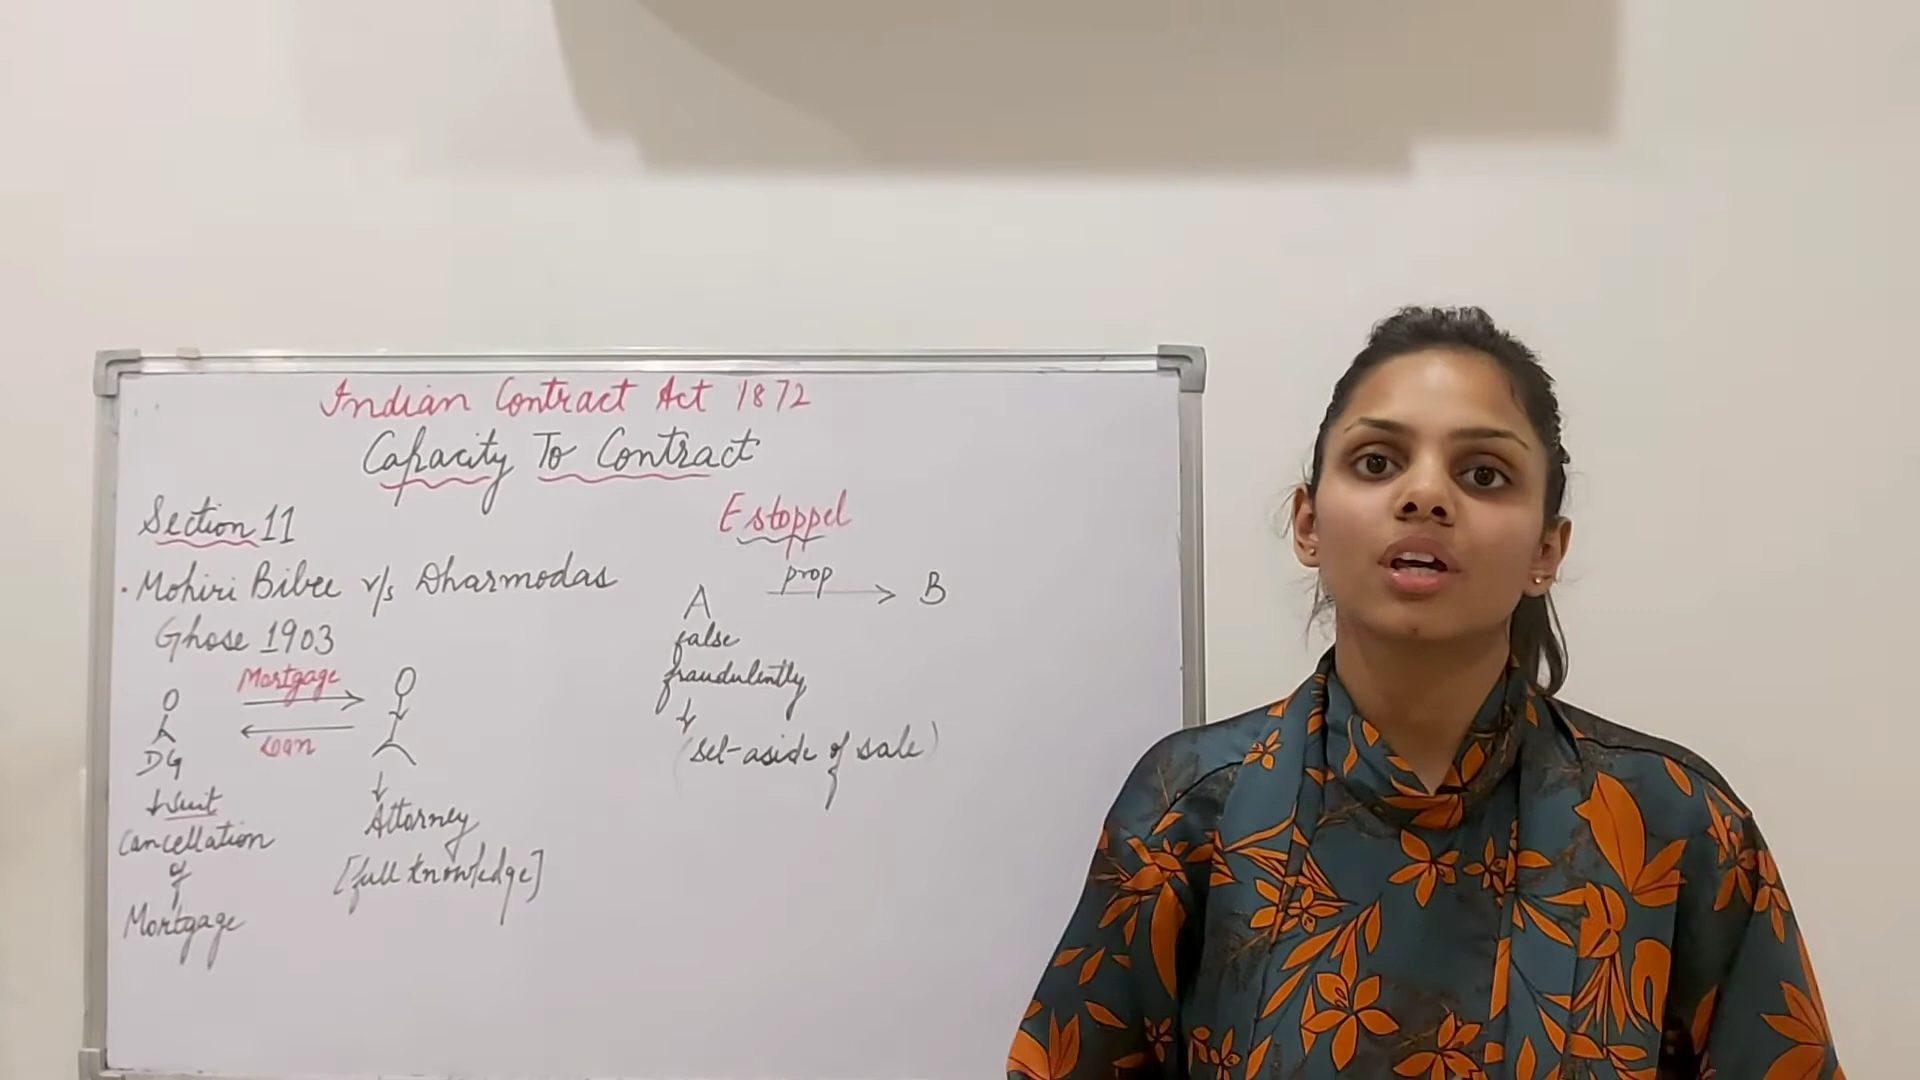 Indian Contract Act 1872
Capacity To Contract
Section 11
• Mohiri Bibee v/s Dharmodas
Ghose 1903
Mortgage
Loan
DG
↓ suit
Cancellation
of
Mortgage
↓
Attorney
[full knowledge]
Estoppel
A prop → B
false
fraudulently
↓
(set-aside of sale)